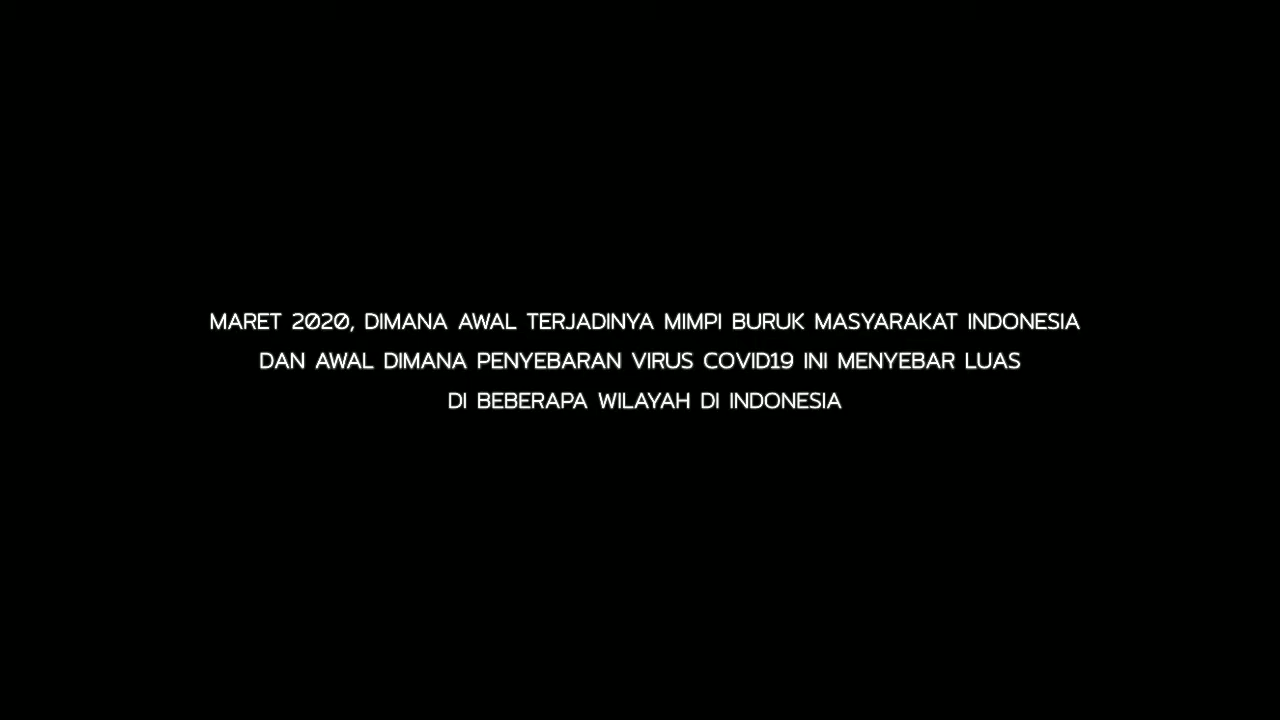 MARET 2020, DIMANA AWAL TERJADINYA MIMPI BURUK MASYARAKAT INDONESIA
DAN AWAL DIMANA PENYEBARAN VIRUS COVID19 INI MENYEBAR LUAS
DI BEBERAPA WILAYAH DI INDONESIA